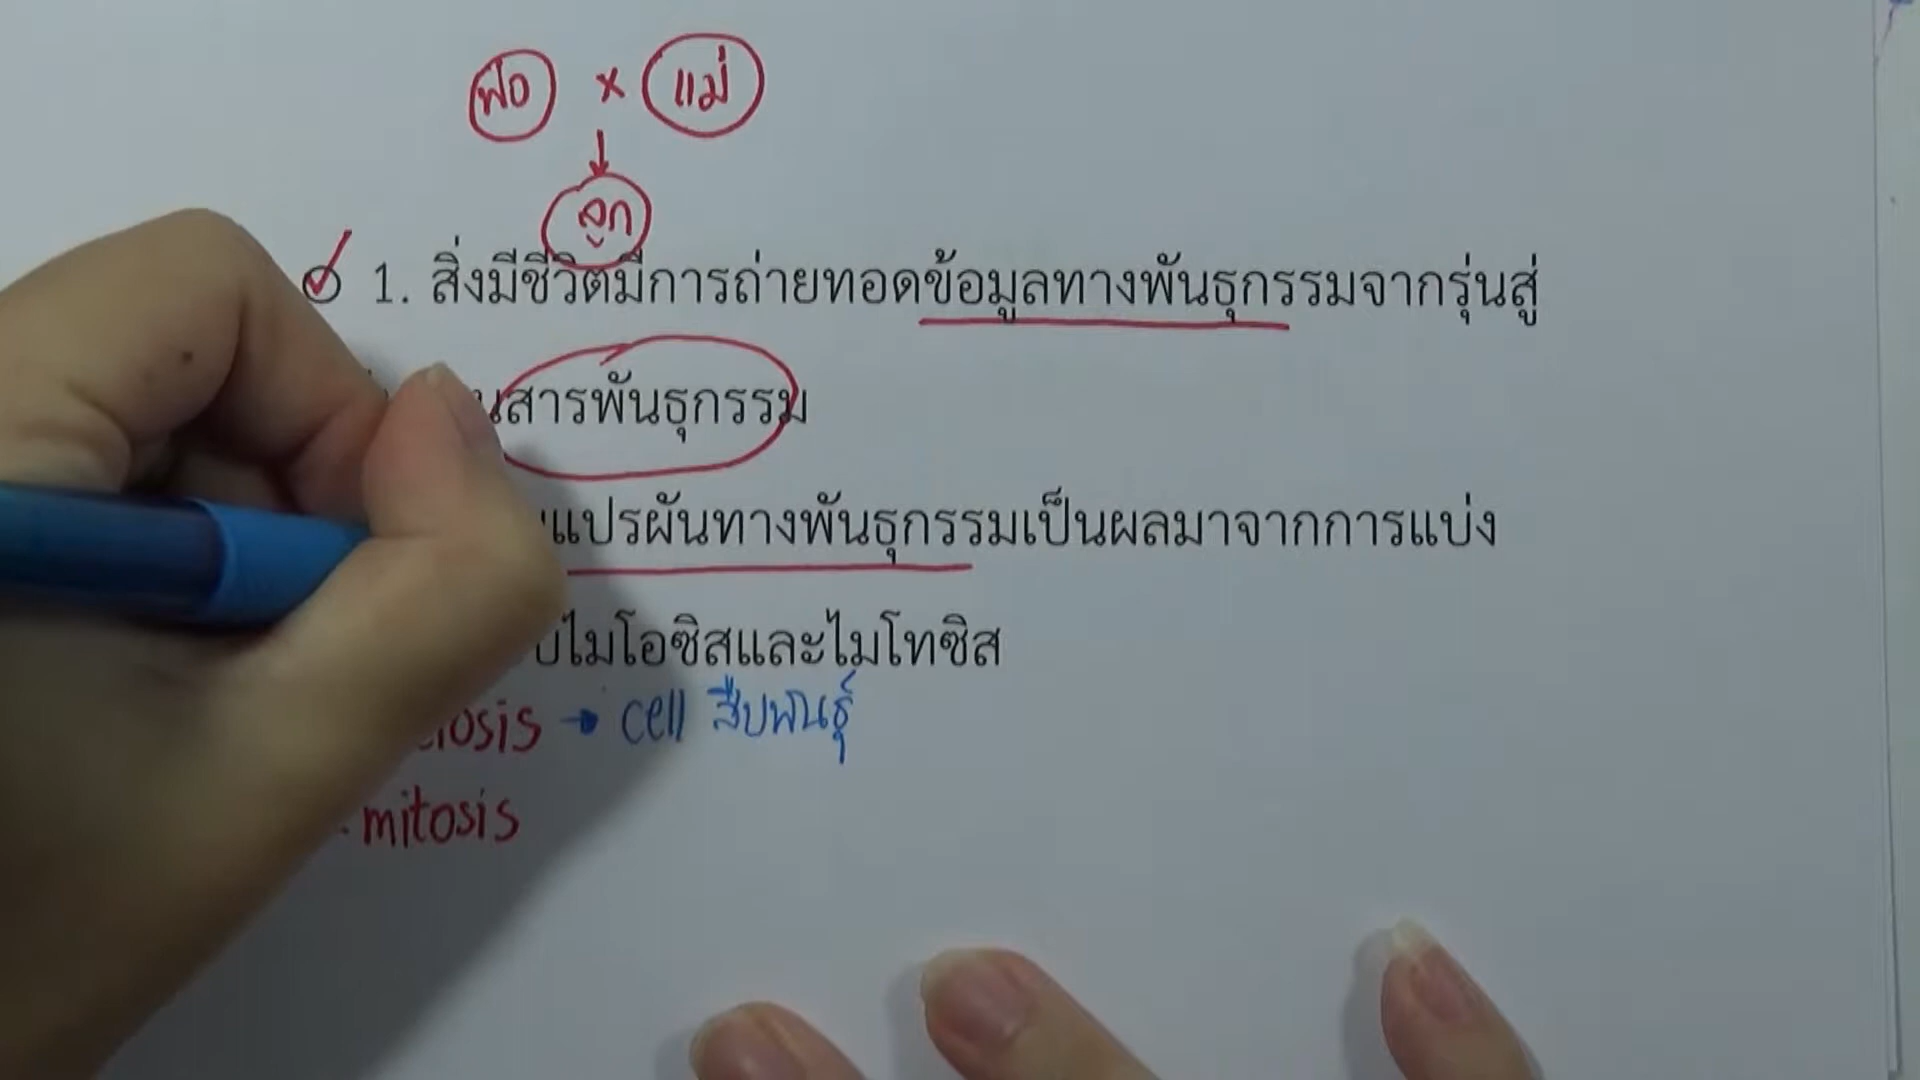 พ่อ × แม่
ลูก
1. สิ่งมีชีวิตมีการถ่ายทอดข้อมูลทางพันธุกรรมจากรุ่นสู่
สารพันธุกรรม
แปรผันทางพันธุกรรมเป็นผลมาจากการแบ่ง
ไมโอซิสและไมโทซิส
iosis → cell สืบพันธุ์
mitosis